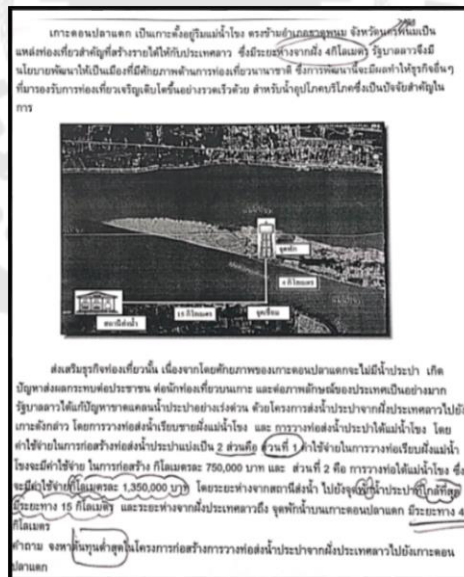 เกาะดอนปลาแดก เป็นเกาะตั้งอยู่ริมแม่น้ำโขง ตรงข้ามอำเภอธาตุพนม จังหวัดนครพนมเป็น
แหล่งท่องเที่ยวสำคัญที่สร้างรายได้ให้กับประเทศลาว ซึ่งมีระยะห่างจากฝั่ง 4กิโลเมตร รัฐบาลลาวจึงมี
นโยบายพัฒนาให้เป็นเมืองที่มีศักยภาพด้านการท่องเที่ยวนานาชาติ ซึ่งการพัฒนานี้จะมีผลทำให้ธุรกิจอื่นๆ
ที่มารองรับการท่องเที่ยวเจริญเติบโตขึ้นอย่างรวดเร็วด้วย สำหรับน้ำอุปโภคบริโภคซึ่งเป็นปัจจัยสำคัญใน
การ
จุดพัก
4 กิโลเมตร
15 กิโลเมตร
จุดเชื่อม
สถานีส่งน้ำ
ส่งเสริมธุรกิจท่องเที่ยวนั้น เนื่องจากโดยศักยภาพของเกาะดอนปลาแดกจะไม่มีน้ำประปา เกิด
ปัญหาส่งผลกระทบต่อประชาชน ต่อนักท่องเที่ยวบนเกาะ และต่อภาพลักษณ์ของประเทศเป็นอย่างมาก
รัฐบาลลาวได้แก้ปัญหาขาดแคลนน้ำประปาอย่างเร่งด่วน ด้วยโครงการส่งน้ำประปาจากฝั่งประเทศลาวไปยัง
เกาะดังกล่าว โดยการวางท่อส่งน้ำเรียบชายฝั่งแม่น้ำโขง และ การวางท่อส่งน้ำประปาใต้แม่น้ำโขง โดย
ค่าใช้จ่ายในการก่อสร้างท่อส่งน้ำประปาแบ่งเป็น 2 ส่วนคือ ส่วนที่ 1 ค่าใช้จ่ายในการวางท่อเรียบฝั่งแม่น้ำ
โขงจะมีค่าใช้จ่าย ในการก่อสร้าง กิโลเมตรละ 750,000 บาท และ ส่วนที่ 2 คือ การวางท่อใต้แม่น้ำโขง ซึ่ง
จะมีค่าใช้จ่ายกิโลเมตรละ 1,350,000 บาท โดยระยะห่างจากสถานีส่งน้ำ ไปยังจุดพักน้ำประปาที่ใกล้ที่สุด
มีระยะทาง 15 กิโลเมตร และระยะห่างจากฝั่งประเทศลาวถึง จุดพักน้ำบนเกาะดอนปลาแดก มีระยะทาง 4
กิโลเมตร
คำถาม จงหาต้นทุนต่ำสุดในโครงการก่อสร้างการวางท่อส่งน้ำประปาจากฝั่งประเทศลาวไปยังเกาะดอน
ปลาแดก